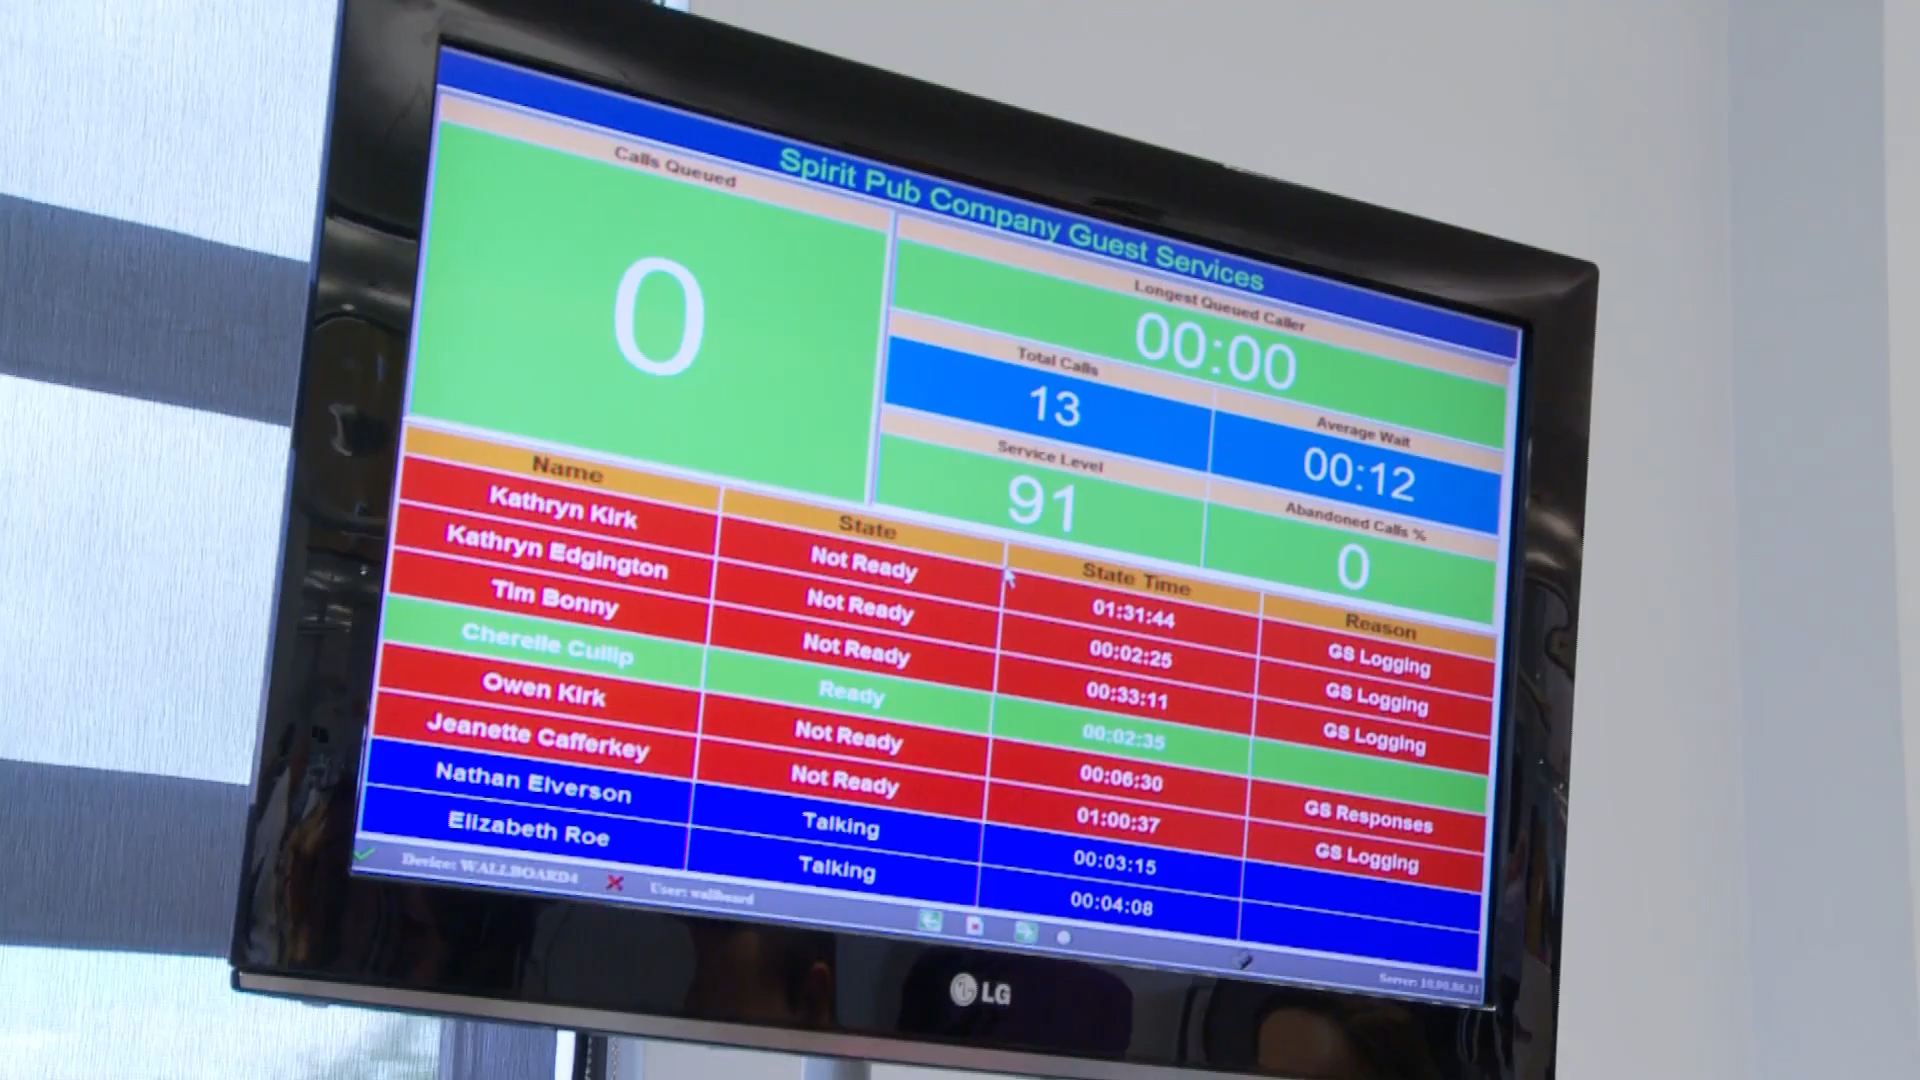 Spirit Pub Company Guest Services
Calls Queued
0
Longest Queued Caller
00:00
Total Calls
13
Average Wait
00:12
Service Level
91
Abandoned Calls %
0
Name State State Time Reason
Kathryn Kirk Not Ready 01:31:44 GS Logging
Kathryn Edgington Not Ready 00:02:25 GS Logging
Tim Bonny Not Ready 00:33:11 GS Logging
Cherelle Cullip Ready 00:02:35
Owen Kirk Not Ready 00:06:30 GS Responses
Jeanette Cafferkey Not Ready 01:00:37 GS Logging
Nathan Elverson Talking 00:03:15
Elizabeth Roe Talking 00:04:08
Device: WALLBOARD4 User: wallboard Server: 10.90.86.31
LG